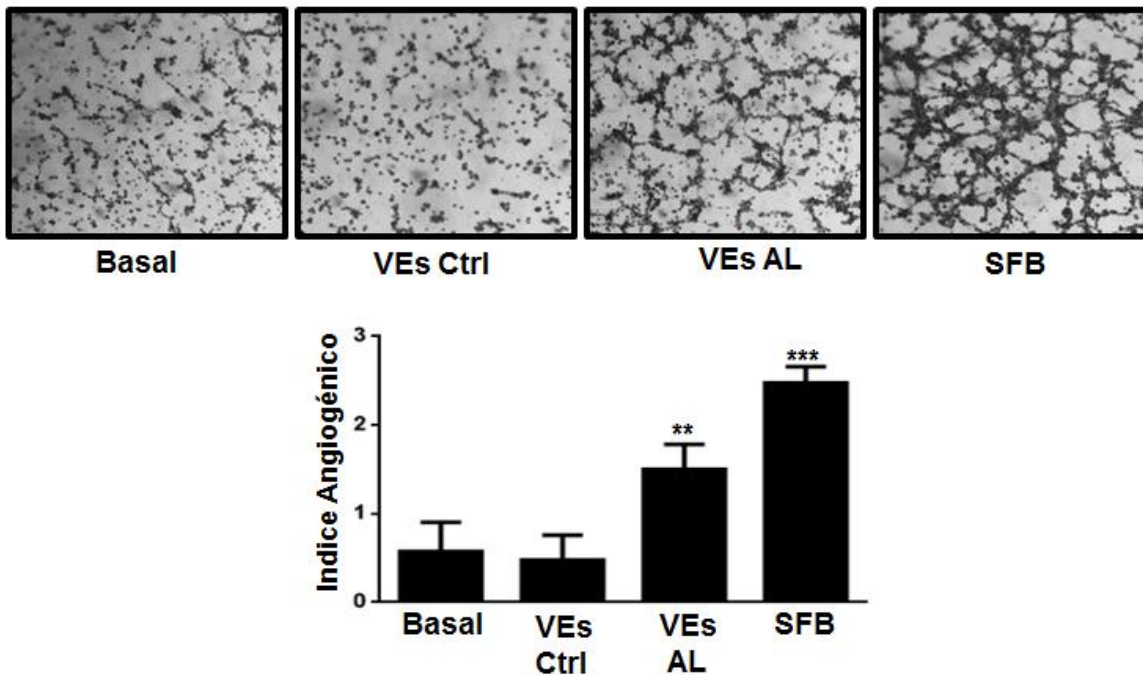 Basal
VEs Ctrl
VEs AL
SFB
Indice Angiogénico
3
2
1
0
**
***
Basal
VEs
Ctrl
VEs
AL
SFB